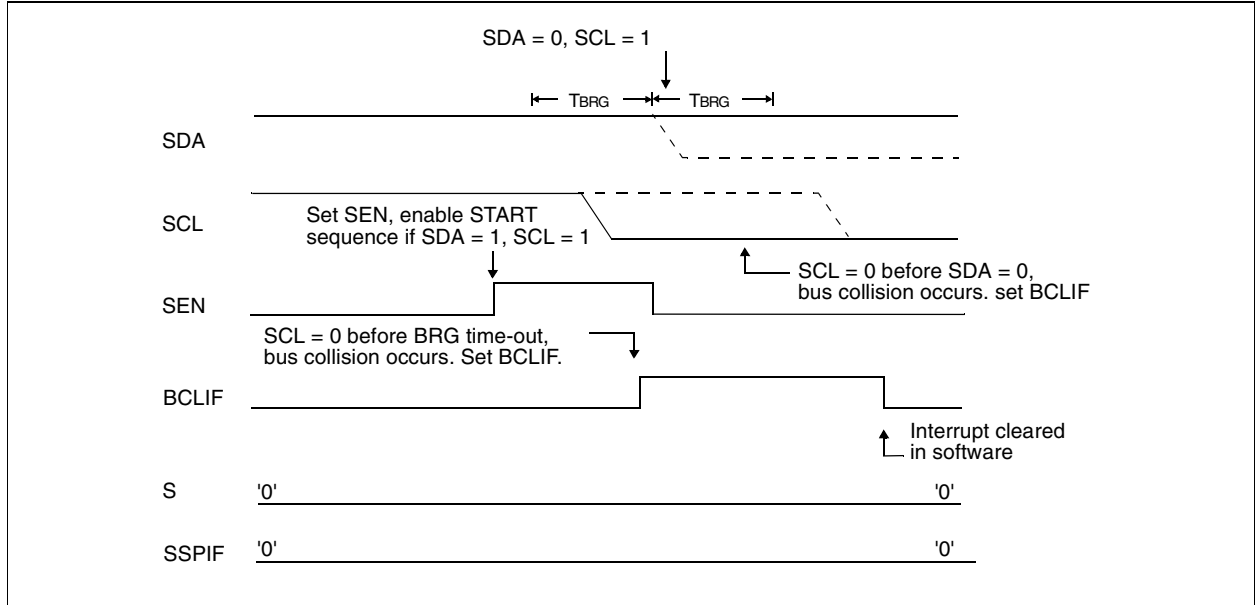 SDA = 0, SCL = 1
TBRG TBRG
SDA
SCL
Set SEN, enable START
sequence if SDA = 1, SCL = 1
SCL = 0 before SDA = 0,
bus collision occurs. set BCLIF
SEN
SCL = 0 before BRG time-out,
bus collision occurs. Set BCLIF.
BCLIF
Interrupt cleared
in software
S '0' '0'
SSPIF '0' '0'